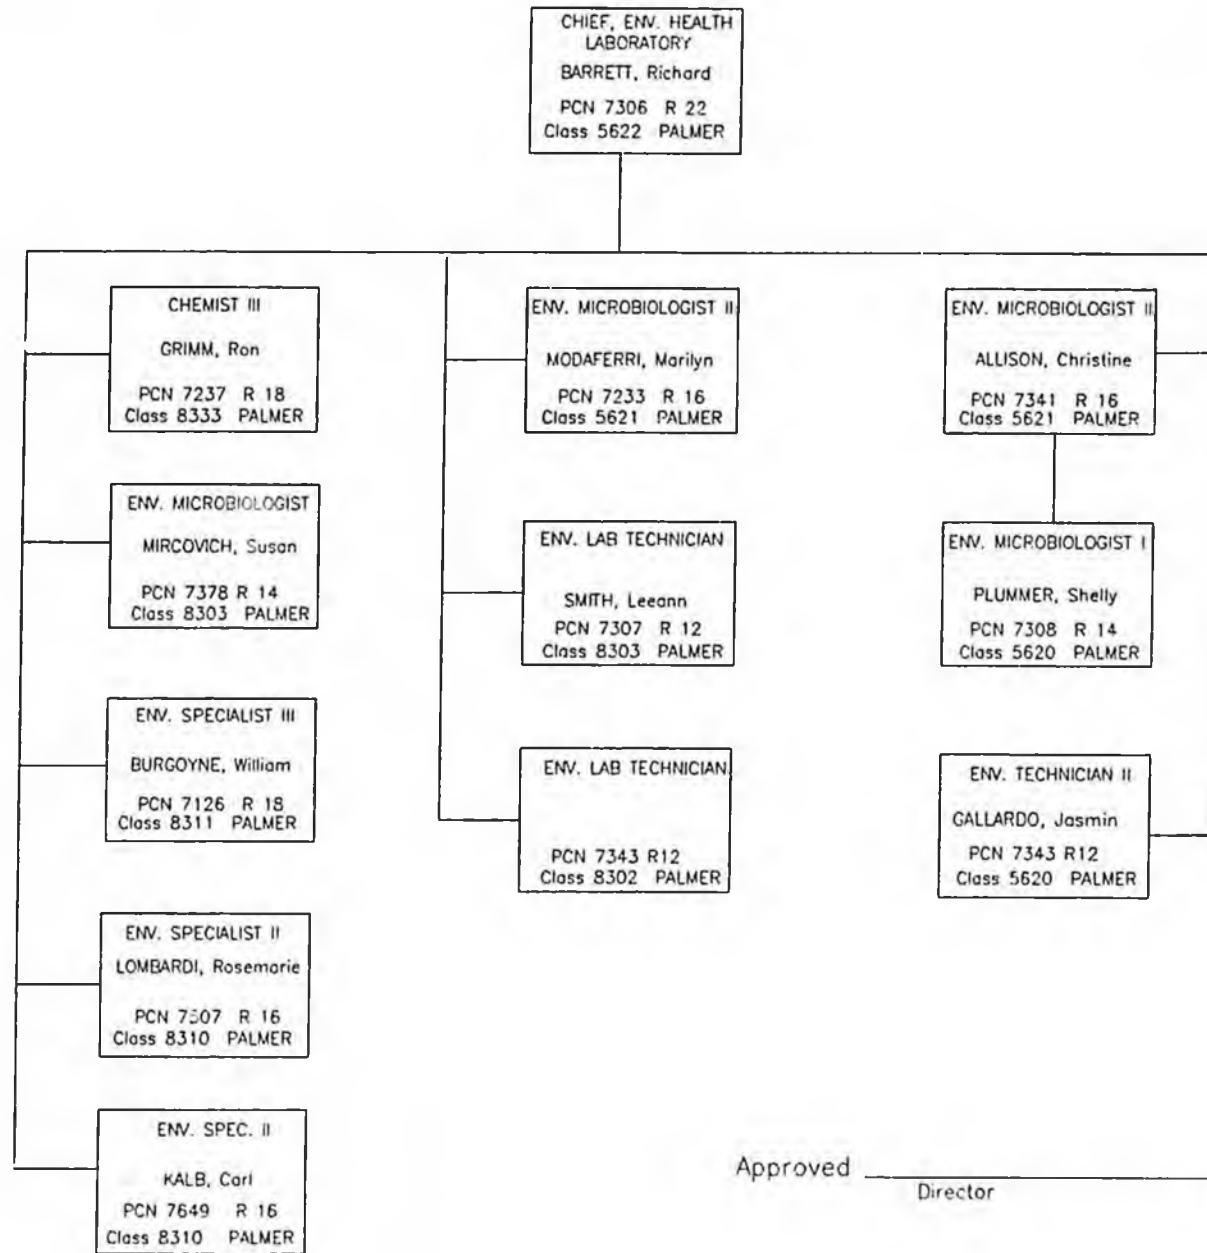 CHIEF, ENV. HEALTH
LABORATORY
BARRETT, Richard
PCN 7306 R 22
Class 5622 PALMER
CHEMIST III
GRIMM, Ron
PCN 7237 R 18
Class 8333 PALMER
ENV. MICROBIOLOGIST
MIRCOVICH, Susan
PCN 7378 R 14
Class 8303 PALMER
ENV. SPECIALIST III
BURGOYNE, William
PCN 7126 R 18
Class 8311 PALMER
ENV. SPECIALIST II
LOMBARDI, Rosemarie
PCN R 16
Class 8310 PALMER
ENV. SPEC. II
KALB, Carl
PCN 7649 R 16
Class 8310 PALMER
ENV. MICROBIOLOGIST II
MODAFERRI, Marilyn
PCN 7233 R 16
Class 5621 PALMER
ENV. LAB TECHNICIAN
SMITH, Leeann
PCN 7307 R 12
Class 8303 PALMER
ENV. LAB TECHNICIAN
PCN 7343 R12
Class 8302 PALMER
ENV. MICROBIOLOGIST II
ALLISON, Christine
PCN 7341 R 16
Class 5621 PALMER
ENV. MICROBIOLOGIST I
PLUMMER, Shelly
PCN 7308 R 14
Class 5620 PALMER
ENV. TECHNICIAN II
GALLARDO, Jasmin
PCN 7343 R12
Class 5620 PALMER
Approved
Director